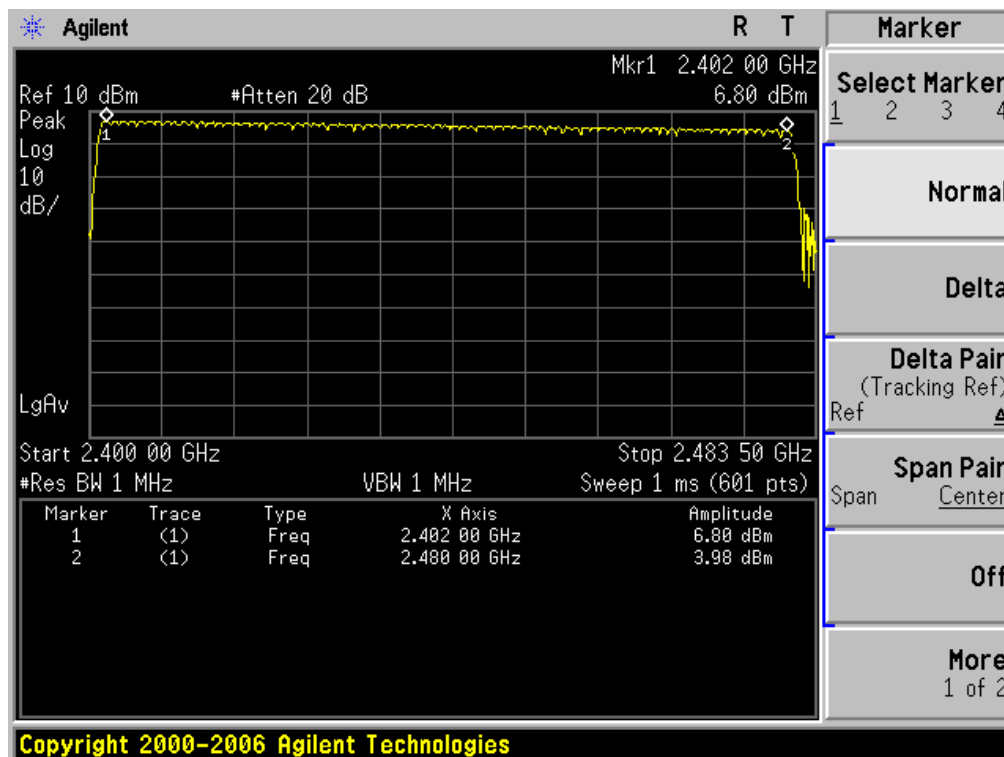 Agilent R T Marker
Mkr1 2.402 00 GHz
Ref 10 dBm #Atten 20 dB 6.80 dBm
Peak
Log
10
dB/
1
2
LgAv
Start 2.400 00 GHz Stop 2.483 50 GHz
#Res BW 1 MHz VBW 1 MHz Sweep 1 ms (601 pts)
Marker Trace Type X Axis Amplitude
1 (1) Freq 2.402 00 GHz 6.80 dBm
2 (1) Freq 2.480 00 GHz 3.98 dBm
Select Marker
1 2 3 4
Normal
Delta
Delta Pair
(Tracking Ref)
Ref Δ
Span Pair
Span Center
Off
More
1 of 2
Copyright 2000-2006 Agilent Technologies